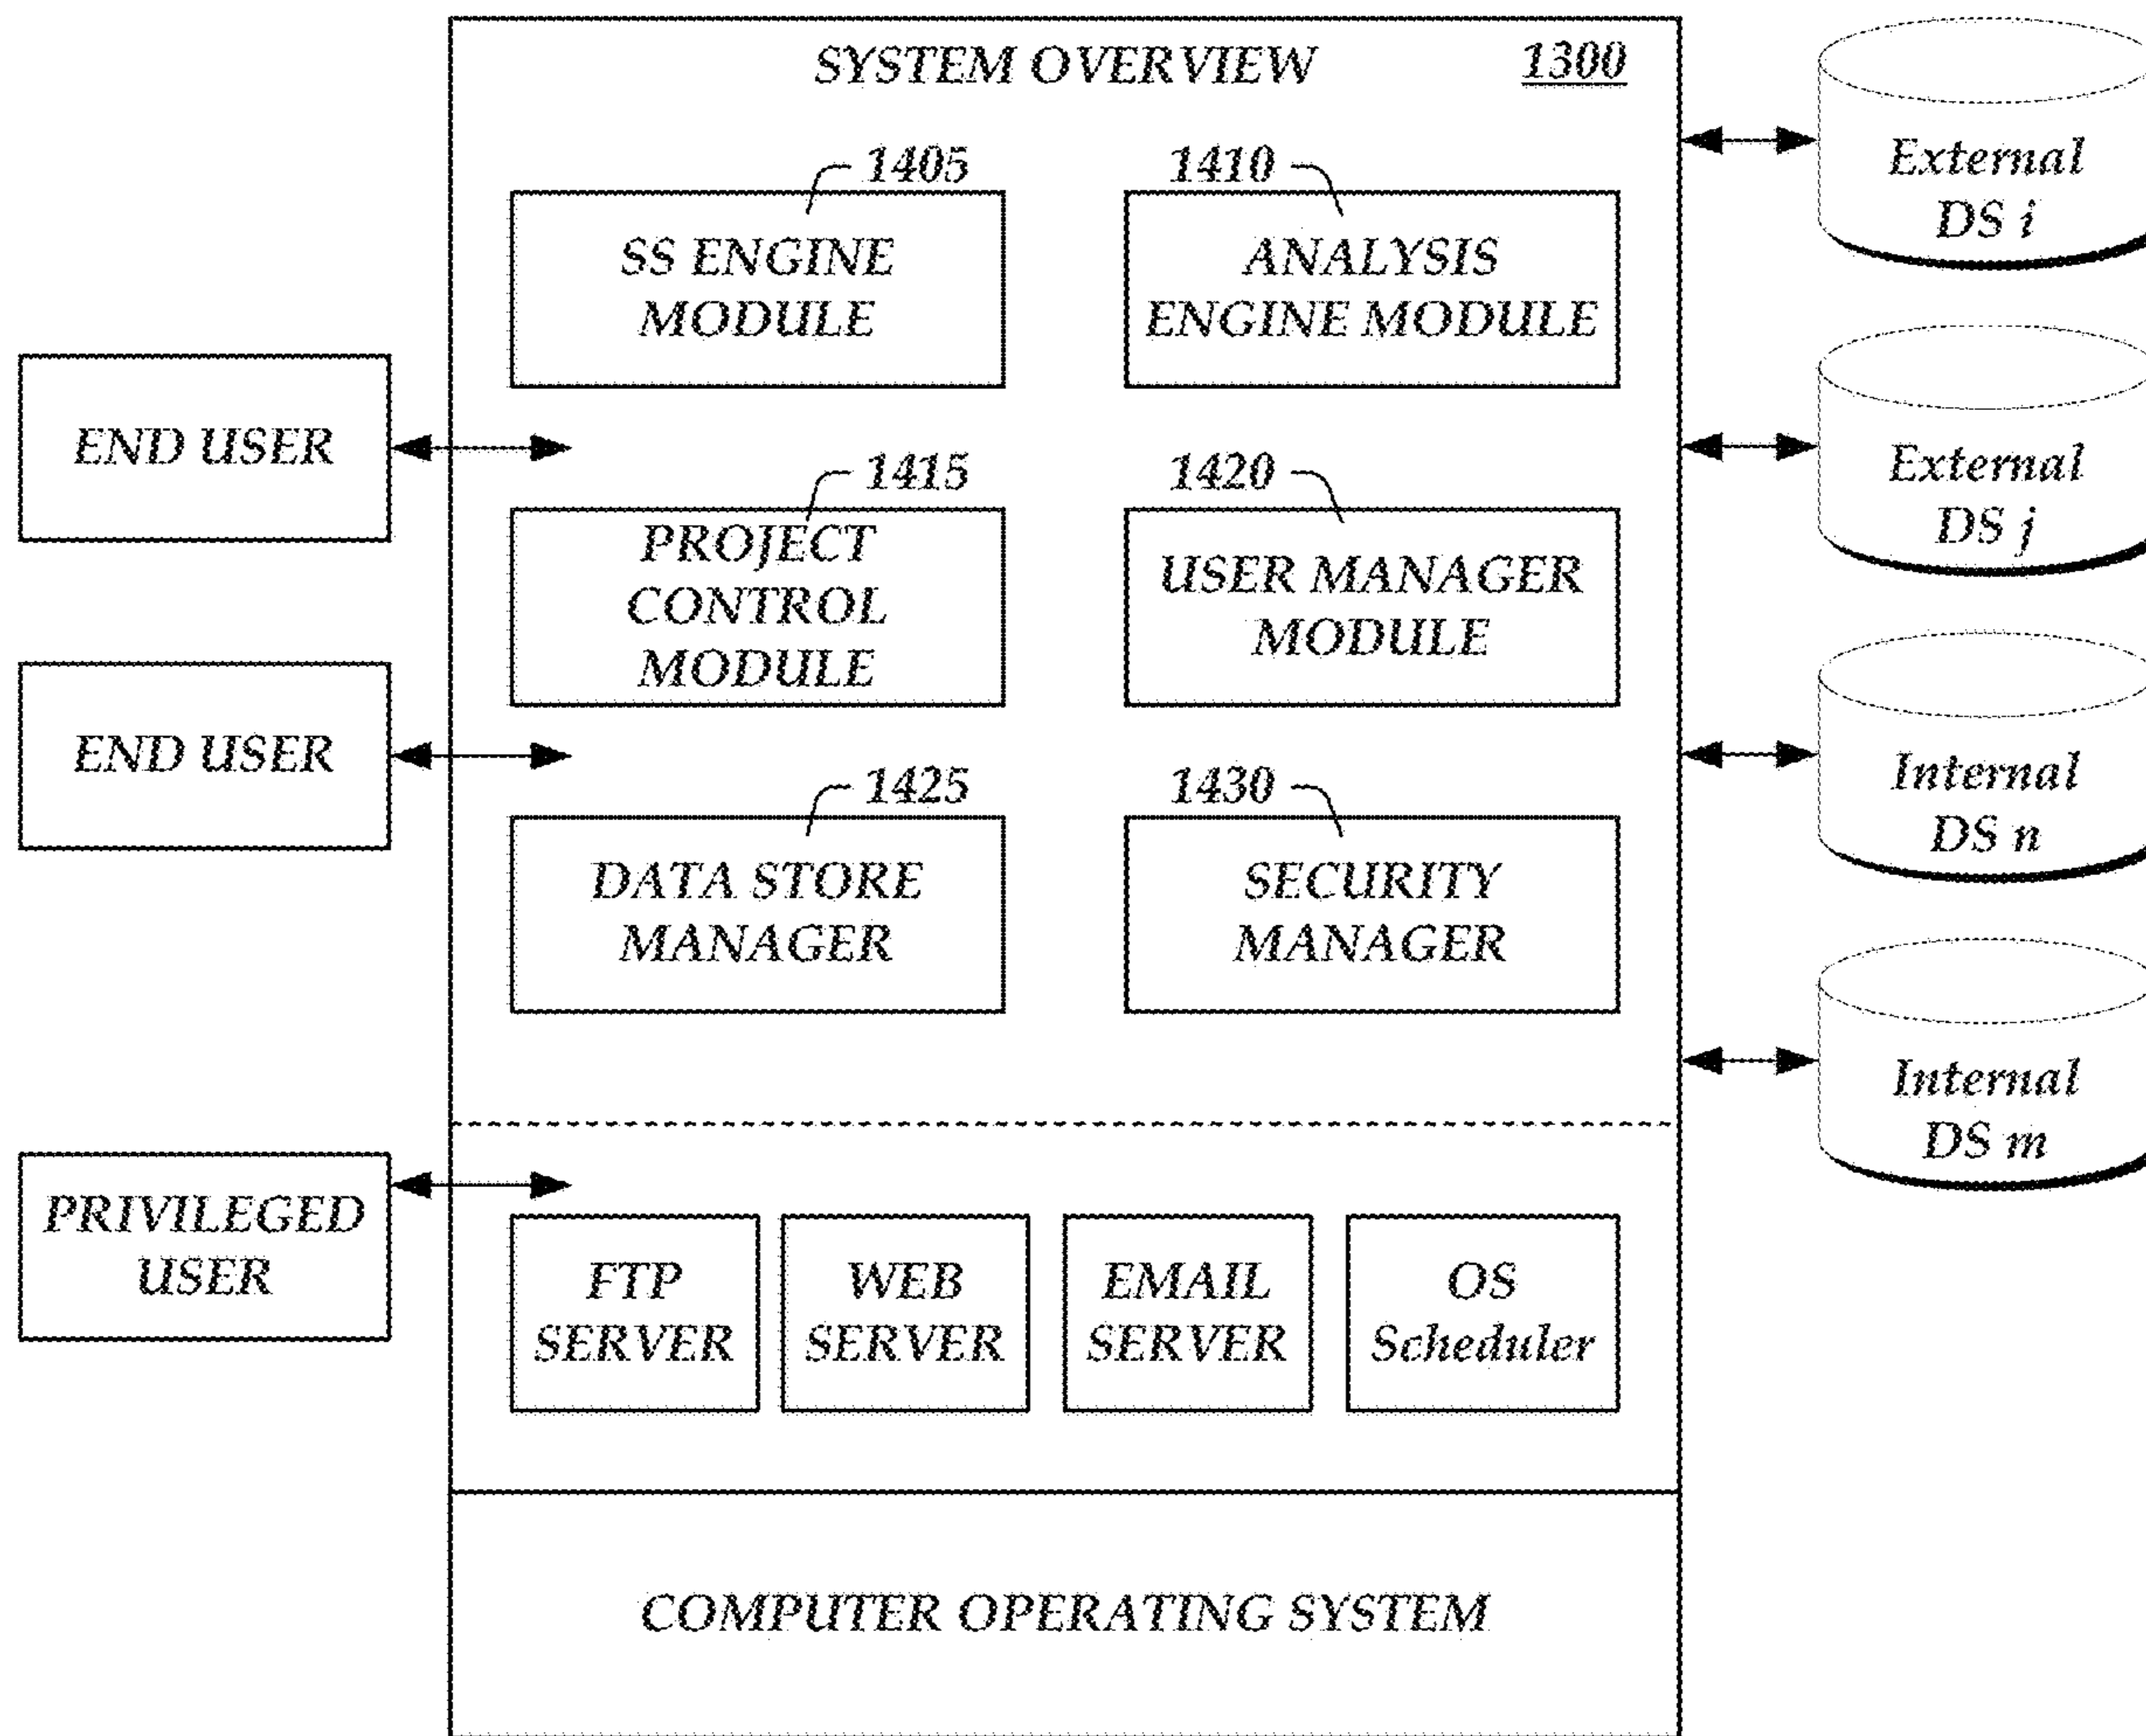 SYSTEM OVERVIEW
1300
1405
SS ENGINE
MODULE
1410
ANALYSIS
ENGINE MODULE
1415
PROJECT
CONTROL
MODULE
1420
USER MANAGER
MODULE
1425
DATA STORE
MANAGER
1430
SECURITY
MANAGER
END USER
END USER
PRIVILEGED
USER
FTP
SERVER
WEB
SERVER
EMAIL
SERVER
OS
Scheduler
COMPUTER OPERATING SYSTEM
External
DS i
External
DS j
Internal
DS n
Internal
DS m